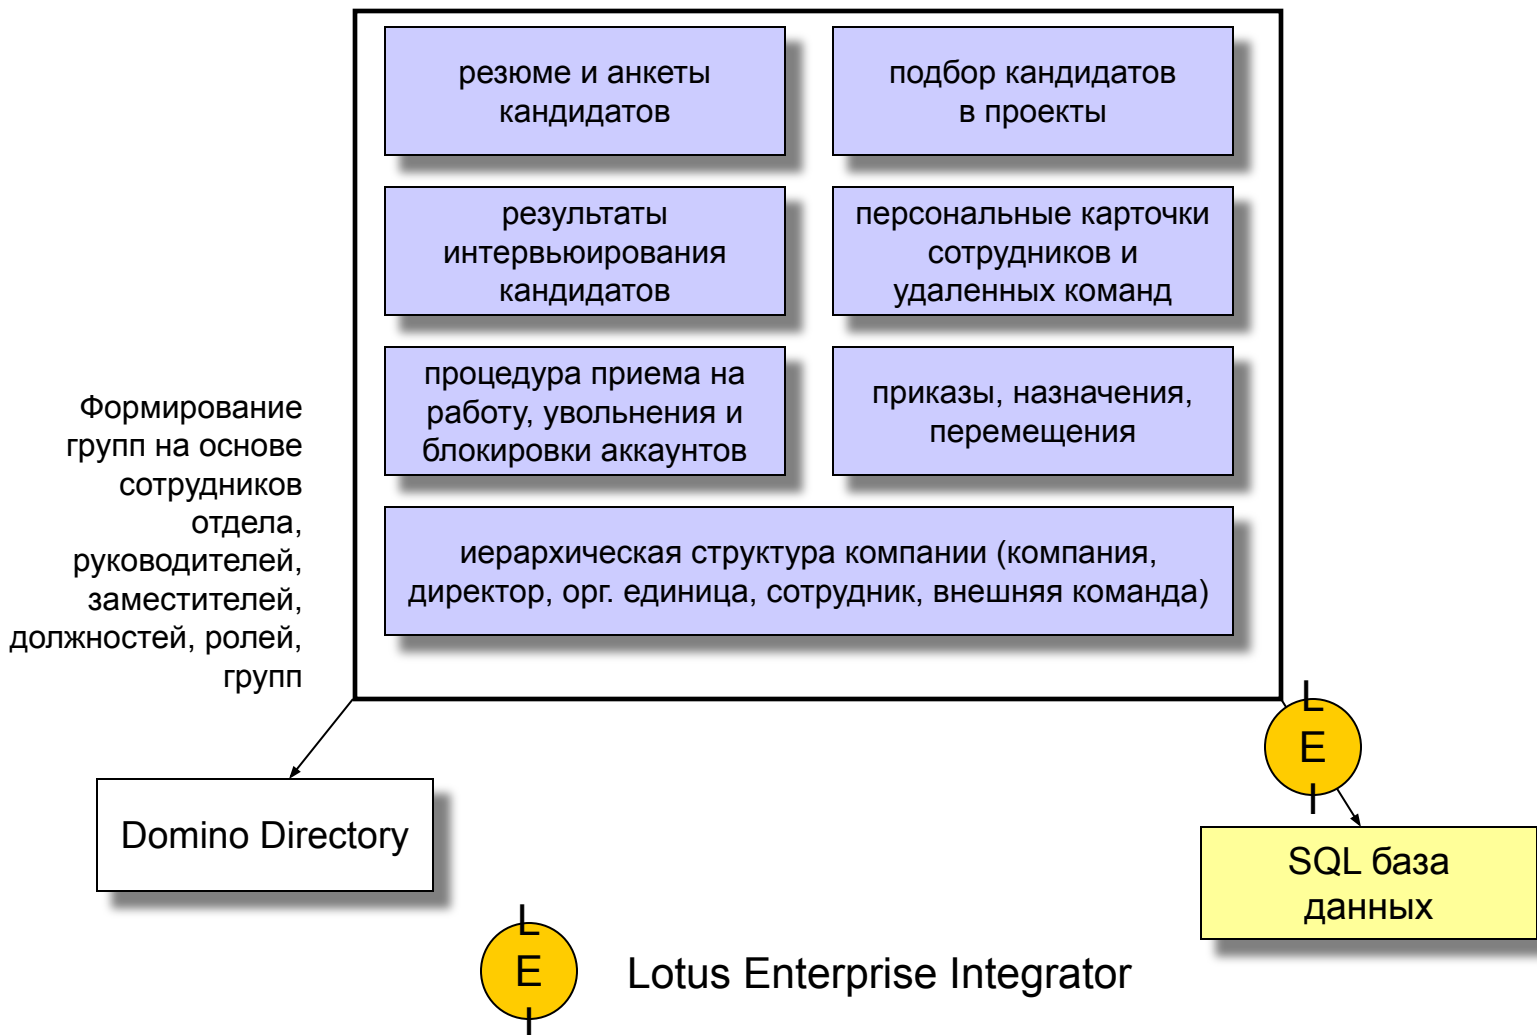 резюме и анкеты
кандидатов
подбор кандидатов
в проекты
результаты
интервьюирования
кандидатов
персональные карточки
сотрудников и
удаленных команд
процедура приема на
работу, увольнения и
блокировки аккаунтов
приказы, назначения,
перемещения
иерархическая структура компании (компания,
директор, орг. единица, сотрудник, внешняя команда)
Формирование
групп на основе
сотрудников
отдела,
руководителей,
заместителей,
должностей, ролей,
групп
L
E
I
Domino Directory
SQL база
данных
L
E
I
Lotus Enterprise Integrator